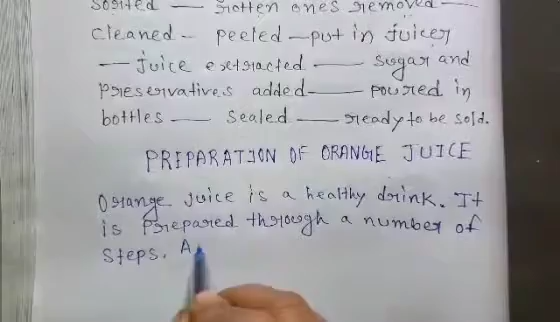 Sorted — rotten ones removed —
cleaned - peeled - put in juicer
— juice extracted — sugar and
preservatives added — poured in
bottles — sealed — ready to be sold.
PREPARATION OF ORANGE JUICE
Orange juice is a healthy drink. It
is prepared through a number of
steps. A